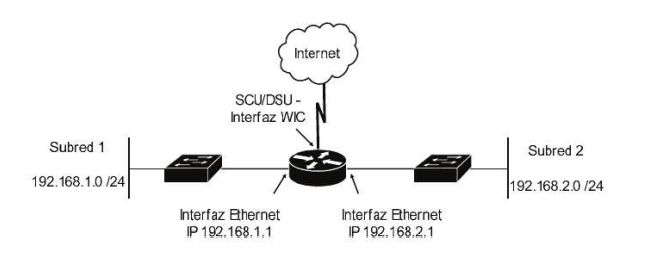 Internet
SCU/DSU -
Interfaz WIC
Subred 1
192.168.1.0 /24
Subred 2
192.168.2.0 /24
Interfaz Ethernet
IP 192.168.1.1
Interfaz Ethernet
IP 192.168.2.1